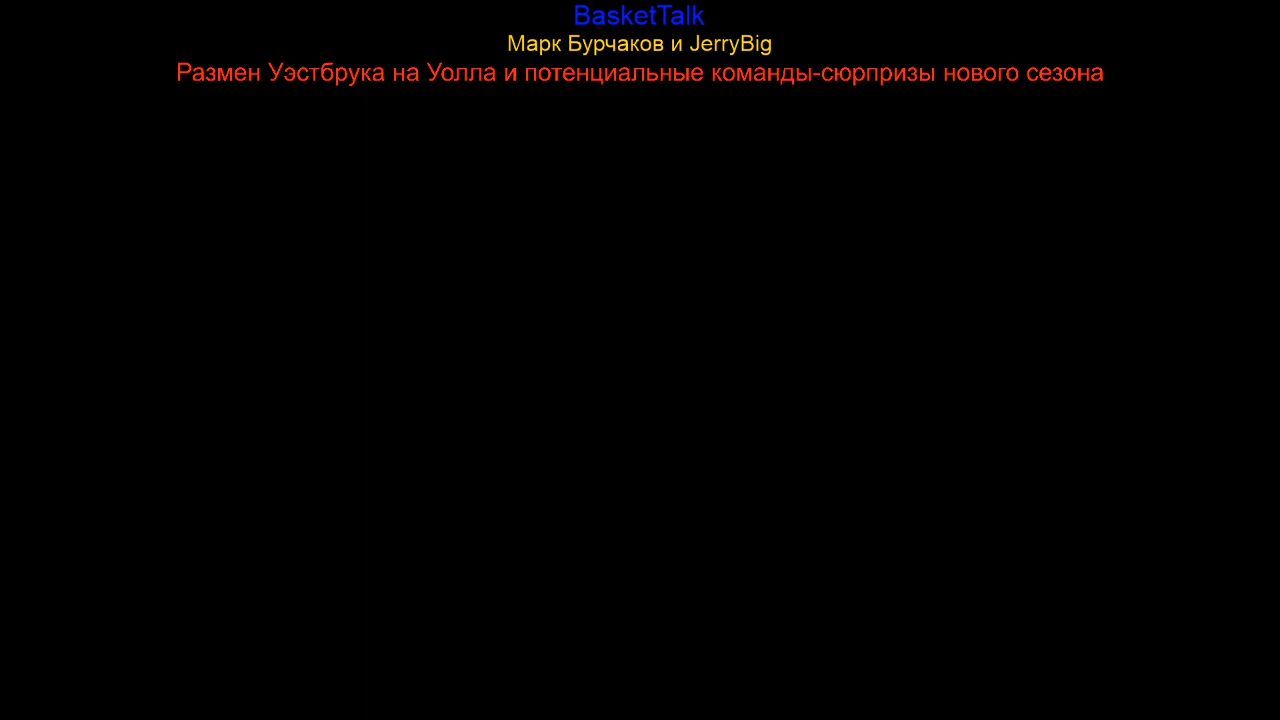 BasketTalk
Марк Бурчаков и JerryBig
Размен Уэстбрука на Уолла и потенциальные команды-сюрпризы нового сезона